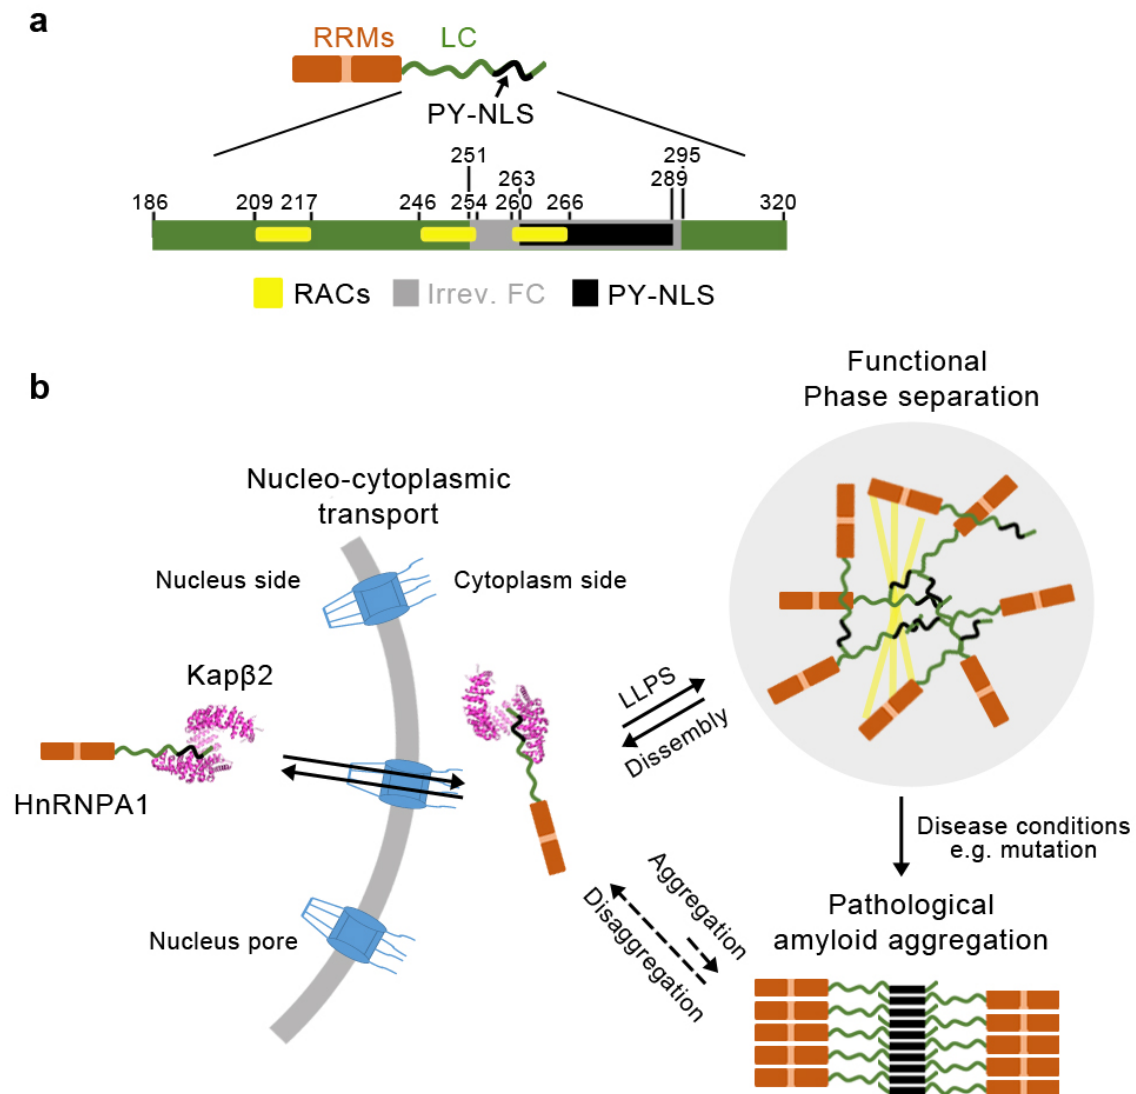 a
RRMs LC
PY-NLS
251 295
263 289
186 209 217 246 254 260 266 320
RACs Irrev. FC PY-NLS
b
Functional
Phase separation
Nucleo-cytoplasmic
transport
Nucleus side Cytoplasm side
Kapβ2
HnRNPA1
LLPS
Dissembly
Nucleus pore
Aggregation
Disaggregation
Disease conditions
e.g. mutation
Pathological
amyloid aggregation